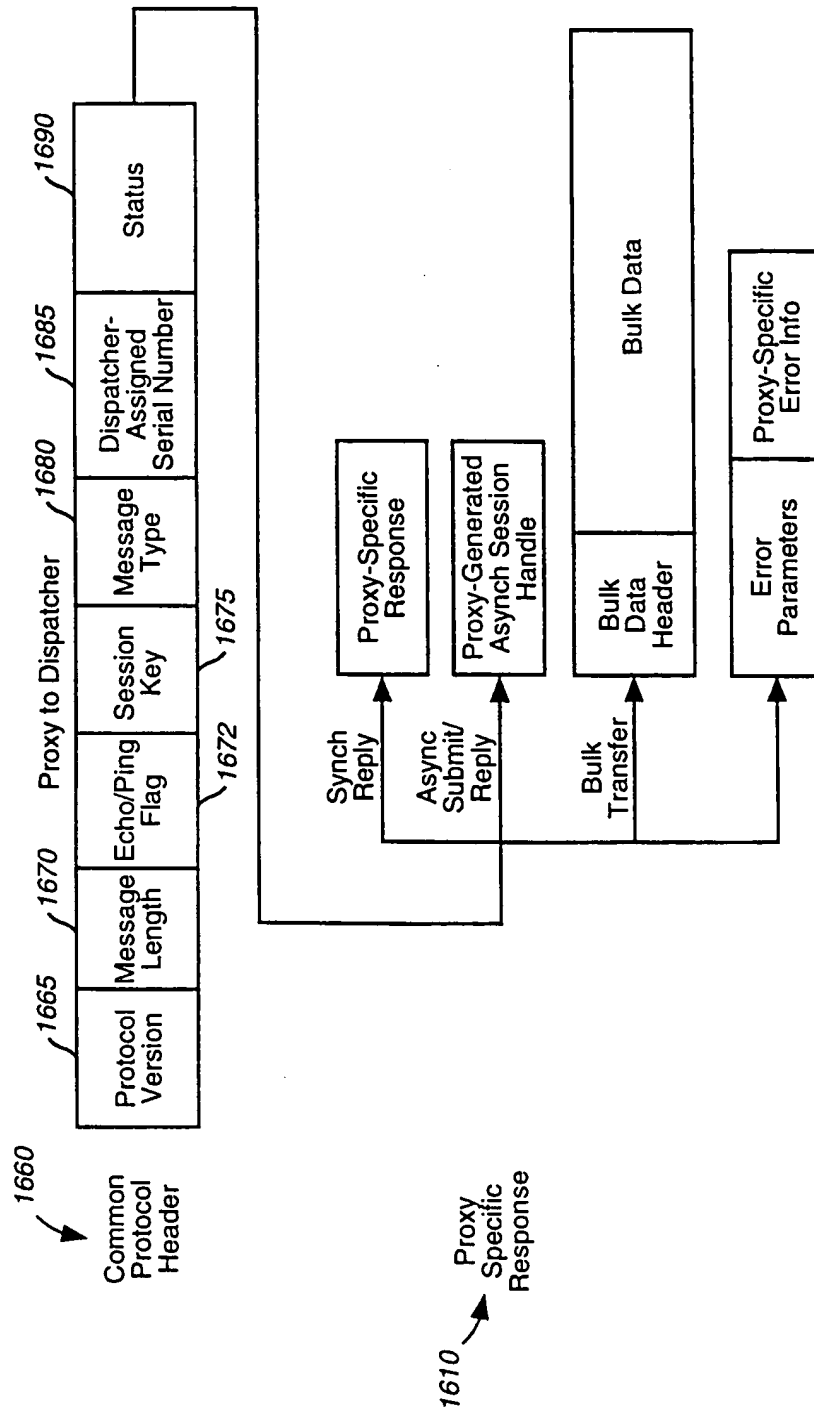 Proxy to Dispatcher
1660
Common
Protocol
Header
1665
1670
1672
1675
1680
1685
1690
Protocol
Version
Message
Length
Echo/Ping
Flag
Session
Key
Message
Type
Dispatcher-
Assigned
Serial Number
Status
1610
Proxy
Specific
Response
Synch
Reply
Proxy-Specific
Response
Async
Submit/
Reply
Proxy-Generated
Asynch Session
Handle
Bulk
Transfer
Bulk
Data
Header
Bulk Data
Error
Parameters
Proxy-Specific
Error Info